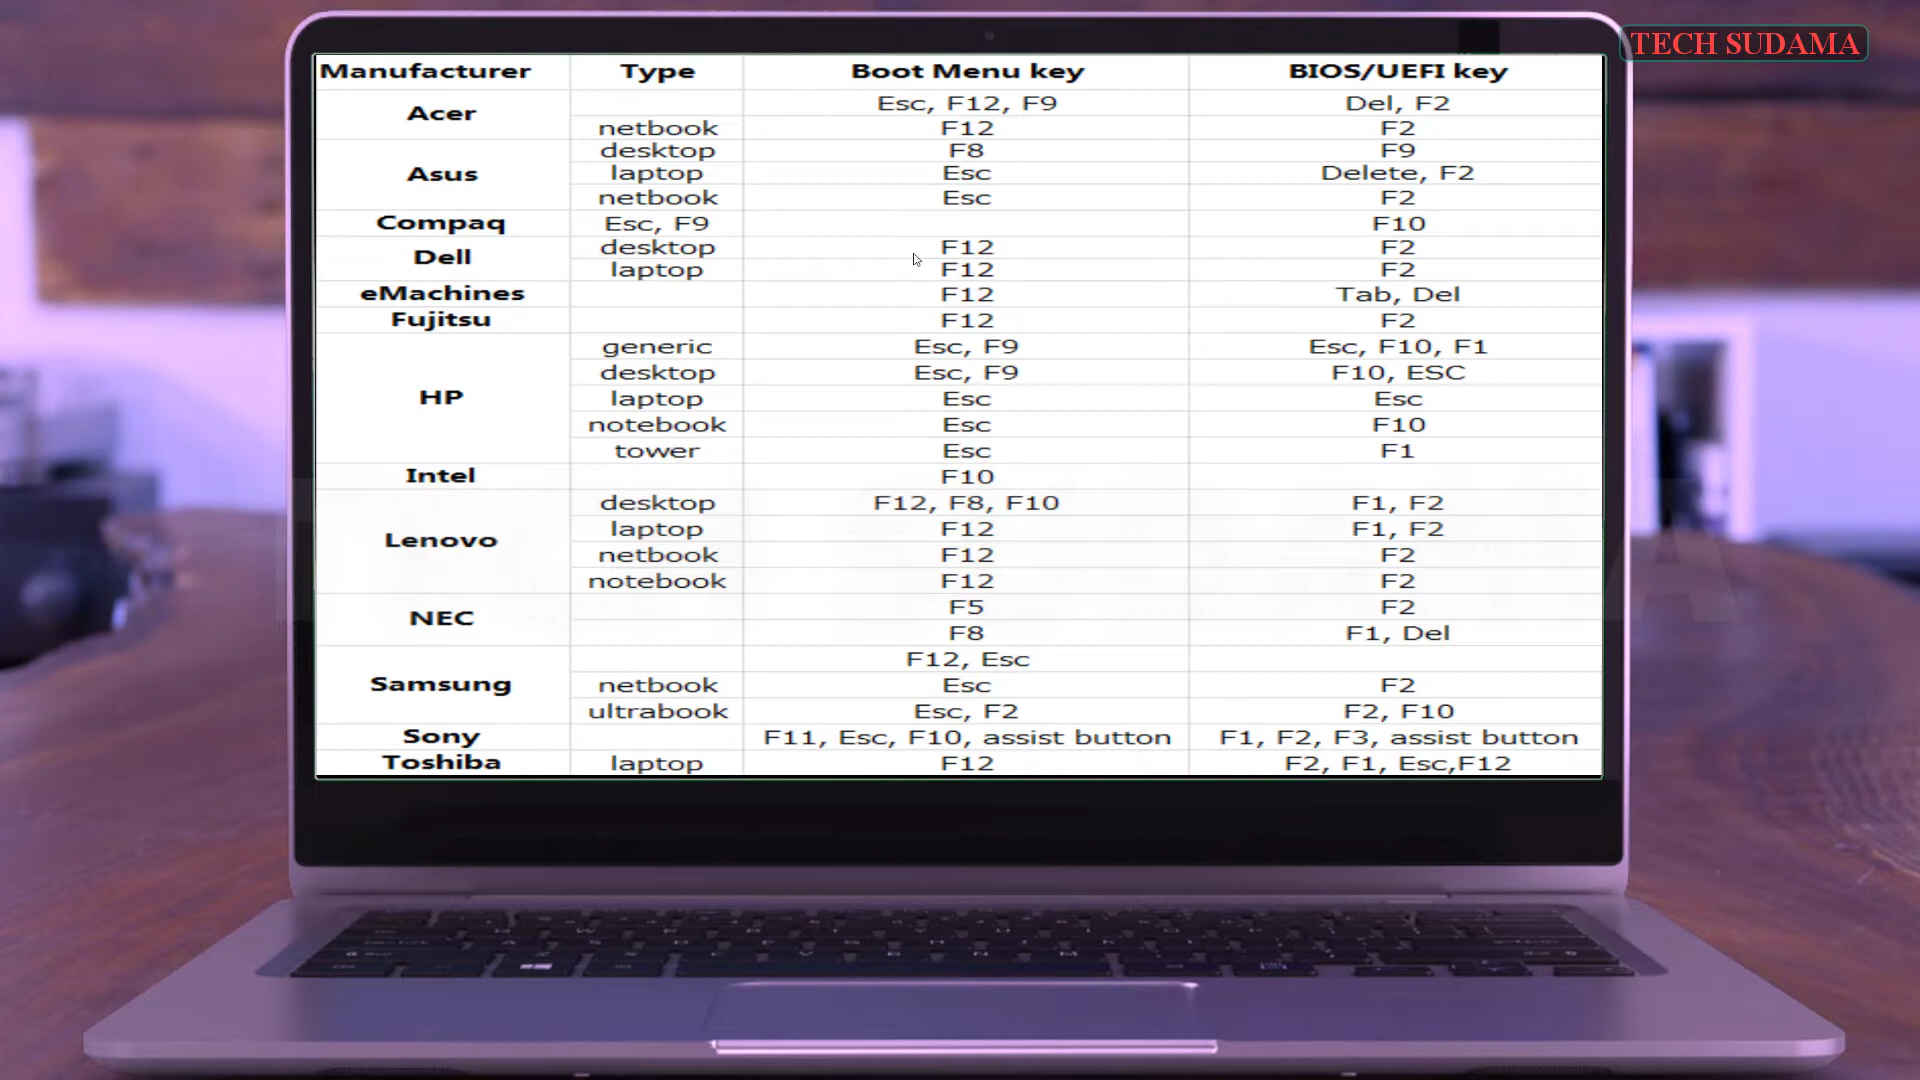 TECH SUDAMA
Manufacturer Type Boot Menu key BIOS/UEFI key
Acer
Esc, F12, F9 Del, F2
netbook F12 F2
Asus
desktop F8 F9
laptop Esc Delete, F2
netbook Esc F2
Compaq Esc, F9 F10
Dell
desktop F12 F2
laptop F12 F2
eMachines F12 Tab, Del
Fujitsu F12 F2
HP
generic Esc, F9 Esc, F10, F1
desktop Esc, F9 F10, ESC
laptop Esc Esc
notebook Esc F10
tower Esc F1
Intel F10
Lenovo
desktop F12, F8, F10 F1, F2
laptop F12 F1, F2
netbook F12 F2
notebook F12 F2
NEC
F5 F2
F8 F1, Del
Samsung
F12, Esc
netbook Esc F2
ultrabook Esc, F2 F2, F10
Sony F11, Esc, F10, assist button F1, F2, F3, assist button
Toshiba laptop F12 F2, F1, Esc,F12